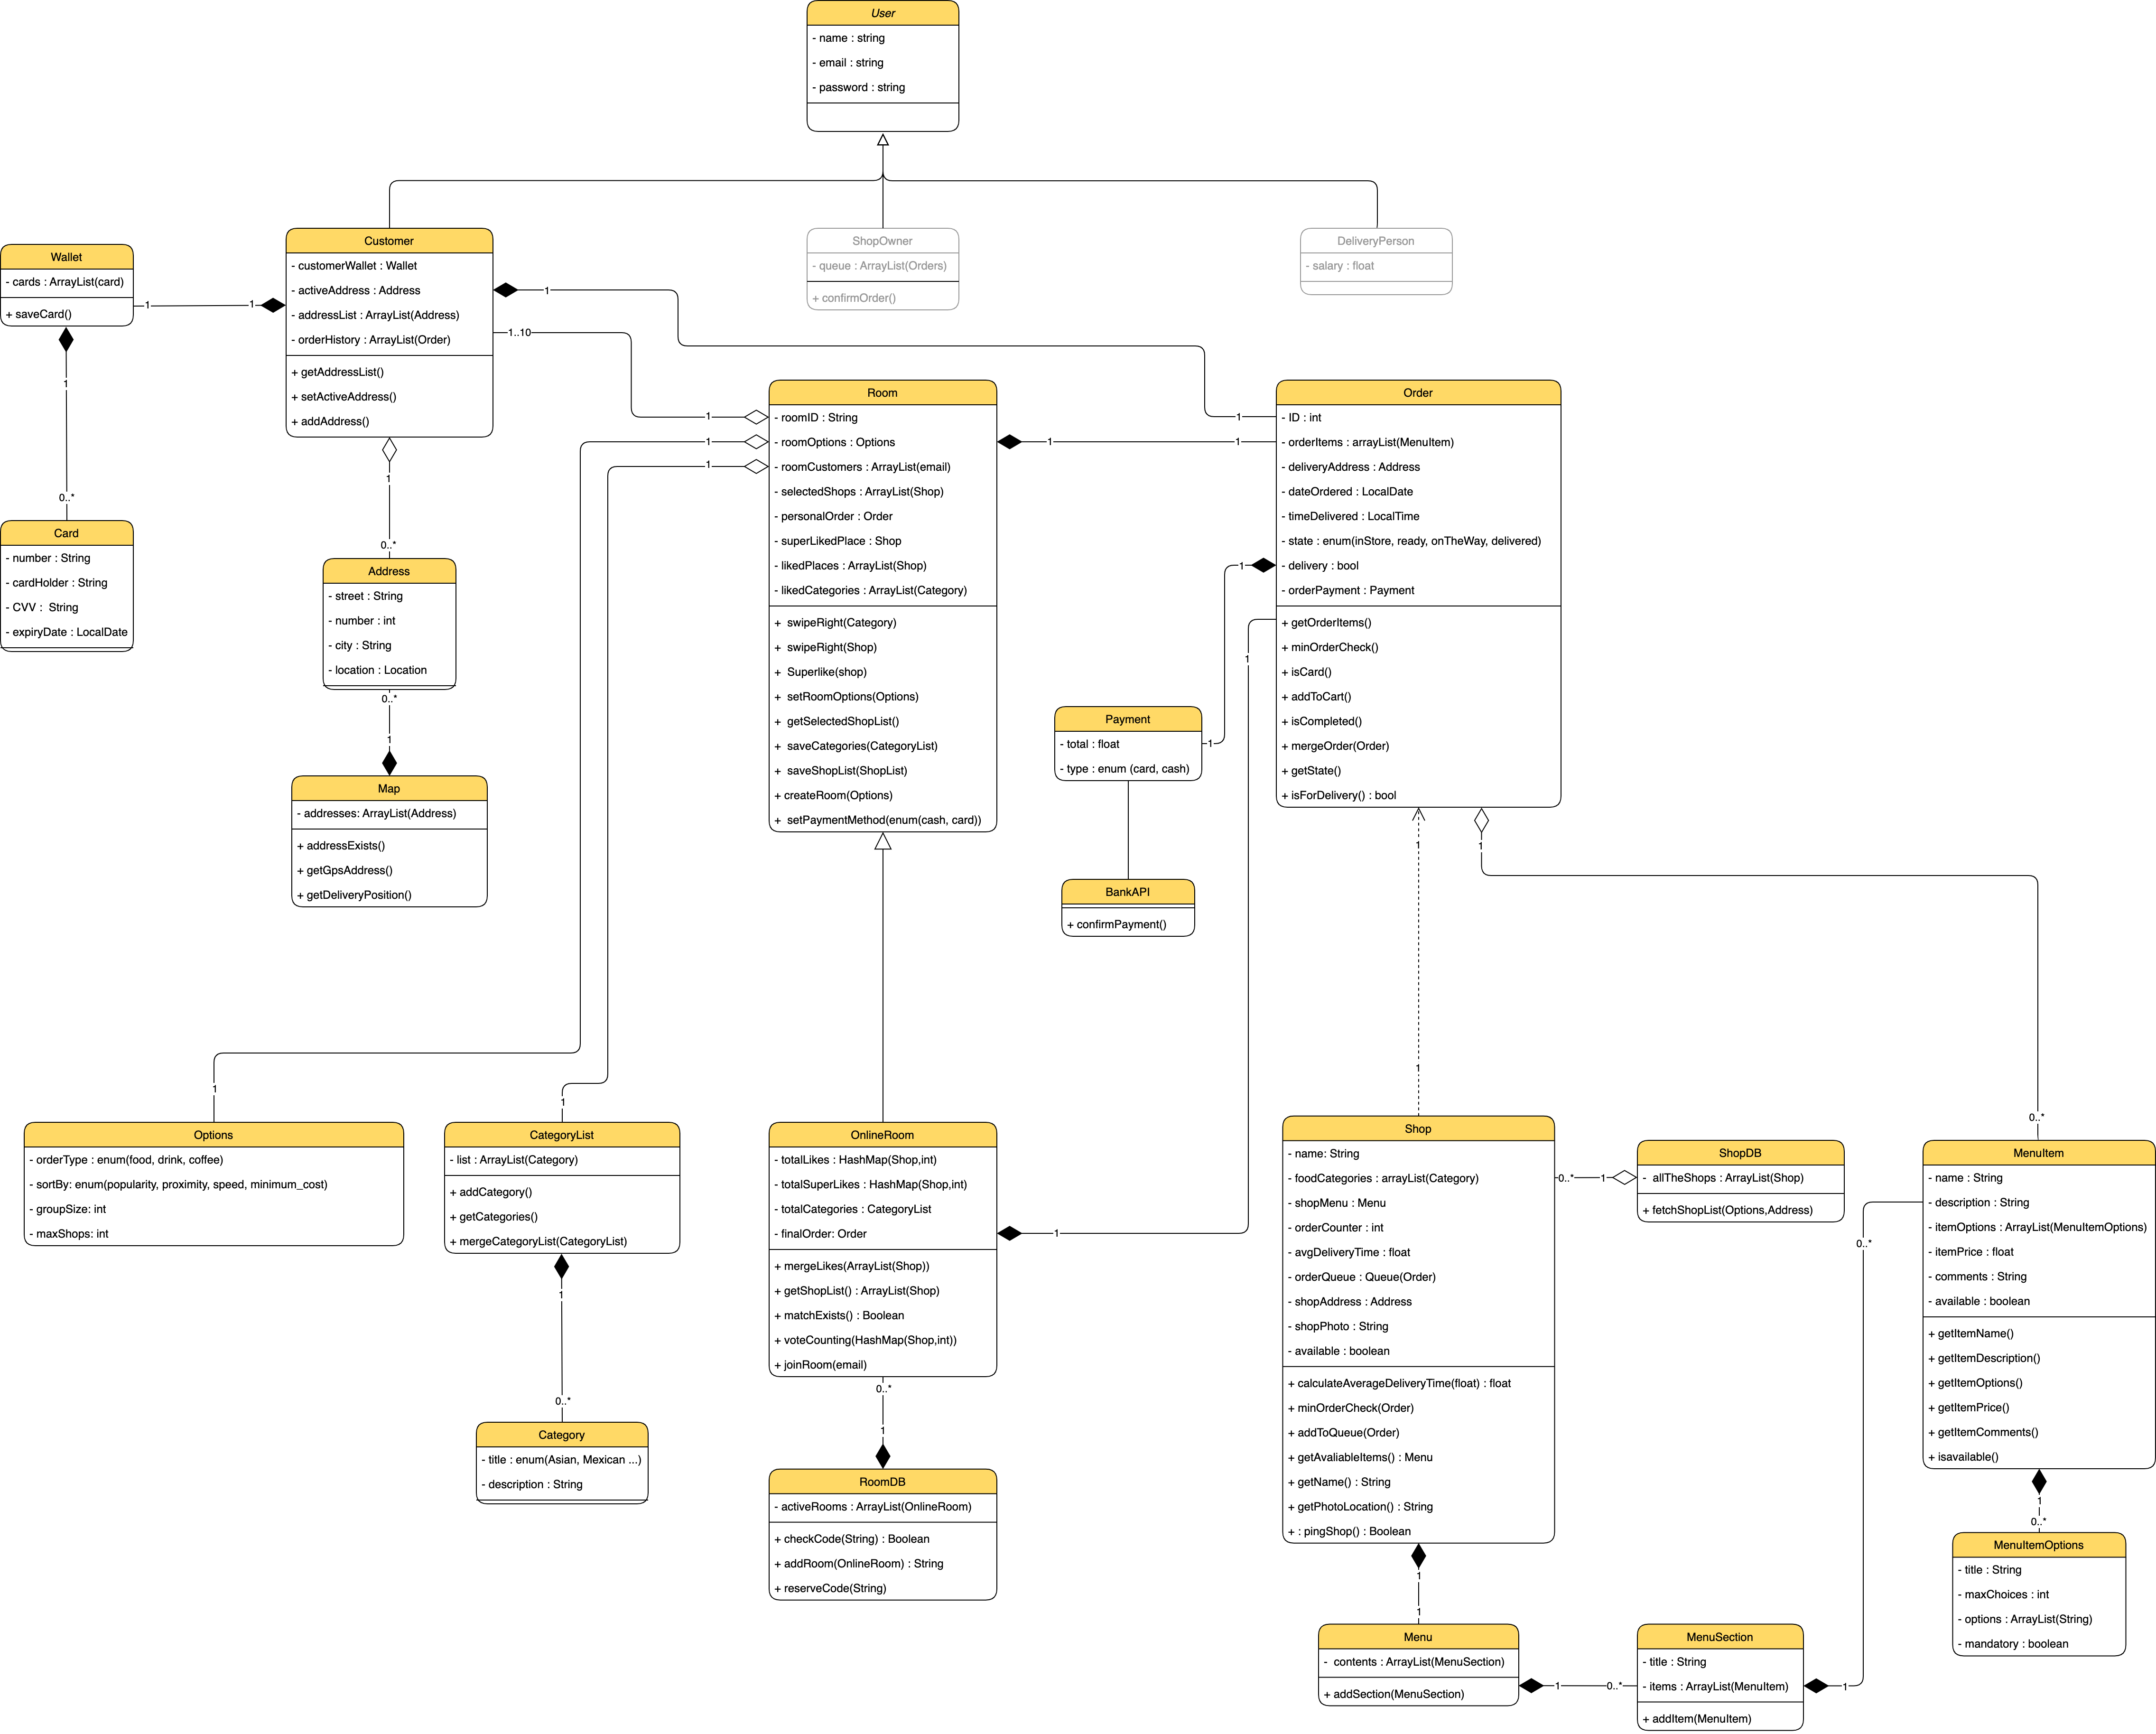 User
- name : string
- email : string
- password : string
Customer
- customerWallet : Wallet
- activeAddress : Address
- addressList : ArrayList(Address)
- orderHistory : ArrayList(Order)
+ getAddressList()
+ setActiveAddress()
+ addAddress()
ShopOwner
- queue : ArrayList(Orders)
+ confirmOrder()
DeliveryPerson
- salary : float
Wallet
- cards : ArrayList(card)
+ saveCard()
1
1
1
1..10
1
0..*
Card
- number : String
- cardHolder : String
- CVV : String
- expiryDate : LocalDate
1
0..*
Address
- street : String
- number : int
- city : String
- location : Location
0..*
1
Map
- addresses: ArrayList(Address)
+ addressExists()
+ getGpsAddress()
+ getDeliveryPosition()
1
1
1
Room
- roomID : String
- roomOptions : Options
- roomCustomers : ArrayList(email)
- selectedShops : ArrayList(Shop)
- personalOrder : Order
- superLikedPlace : Shop
- likedPlaces : ArrayList(Shop)
- likedCategories : ArrayList(Category)
+ swipeRight(Category)
+ swipeRight(Shop)
+ Superlike(shop)
+ setRoomOptions(Options)
+ getSelectedShopList()
+ saveCategories(CategoryList)
+ saveShopList(ShopList)
+ createRoom(Options)
+ setPaymentMethod(enum(cash, card))
1
1
1
1
1
Order
- ID : int
- orderItems : arrayList(MenuItem)
- deliveryAddress : Address
- dateOrdered : LocalDate
- timeDelivered : LocalTime
- state : enum(inStore, ready, onTheWay, delivered)
- delivery : bool
- orderPayment : Payment
+ getOrderItems()
+ minOrderCheck()
+ isCard()
+ addToCart()
+ isCompleted()
+ mergeOrder(Order)
+ getState()
+ isForDelivery() : bool
Payment
- total : float
- type : enum (card, cash)
1
BankAPI
+ confirmPayment()
1
1
1
0..*
1
1
Options
- orderType : enum(food, drink, coffee)
- sortBy: enum(popularity, proximity, speed, minimum_cost)
- groupSize: int
- maxShops: int
CategoryList
- list : ArrayList(Category)
+ addCategory()
+ getCategories()
+ mergeCategoryList(CategoryList)
1
0..*
Category
- title : enum(Asian, Mexican ...)
- description : String
OnlineRoom
- totalLikes : HashMap(Shop,int)
- totalSuperLikes : HashMap(Shop,int)
- totalCategories : CategoryList
- finalOrder: Order
+ mergeLikes(ArrayList(Shop))
+ getShopList() : ArrayList(Shop)
+ matchExists() : Boolean
+ voteCounting(HashMap(Shop,int))
+ joinRoom(email)
1
0..*
1
RoomDB
- activeRooms : ArrayList(OnlineRoom)
+ checkCode(String) : Boolean
+ addRoom(OnlineRoom) : String
+ reserveCode(String)
Shop
- name: String
- foodCategories : arrayList(Category)
- shopMenu : Menu
- orderCounter : int
- avgDeliveryTime : float
- orderQueue : Queue(Order)
- shopAddress : Address
- shopPhoto : String
- available : boolean
+ calculateAverageDeliveryTime(float) : float
+ minOrderCheck(Order)
+ addToQueue(Order)
+ getAvaliableItems() : Menu
+ getName() : String
+ getPhotoLocation() : String
+ : pingShop() : Boolean
0..*
1
ShopDB
- allTheShops : ArrayList(Shop)
+ fetchShopList(Options,Address)
MenuItem
- name : String
- description : String
- itemOptions : ArrayList(MenuItemOptions)
- itemPrice : float
- comments : String
- available : boolean
+ getItemName()
+ getItemDescription()
+ getItemOptions()
+ getItemPrice()
+ getItemComments()
+ isavailable()
0..*
1
0..*
MenuItemOptions
- title : String
- maxChoices : int
- options : ArrayList(String)
- mandatory : boolean
1
1
Menu
- contents : ArrayList(MenuSection)
+ addSection(MenuSection)
1
0..*
MenuSection
- title : String
- items : ArrayList(MenuItem)
+ addItem(MenuItem)
1